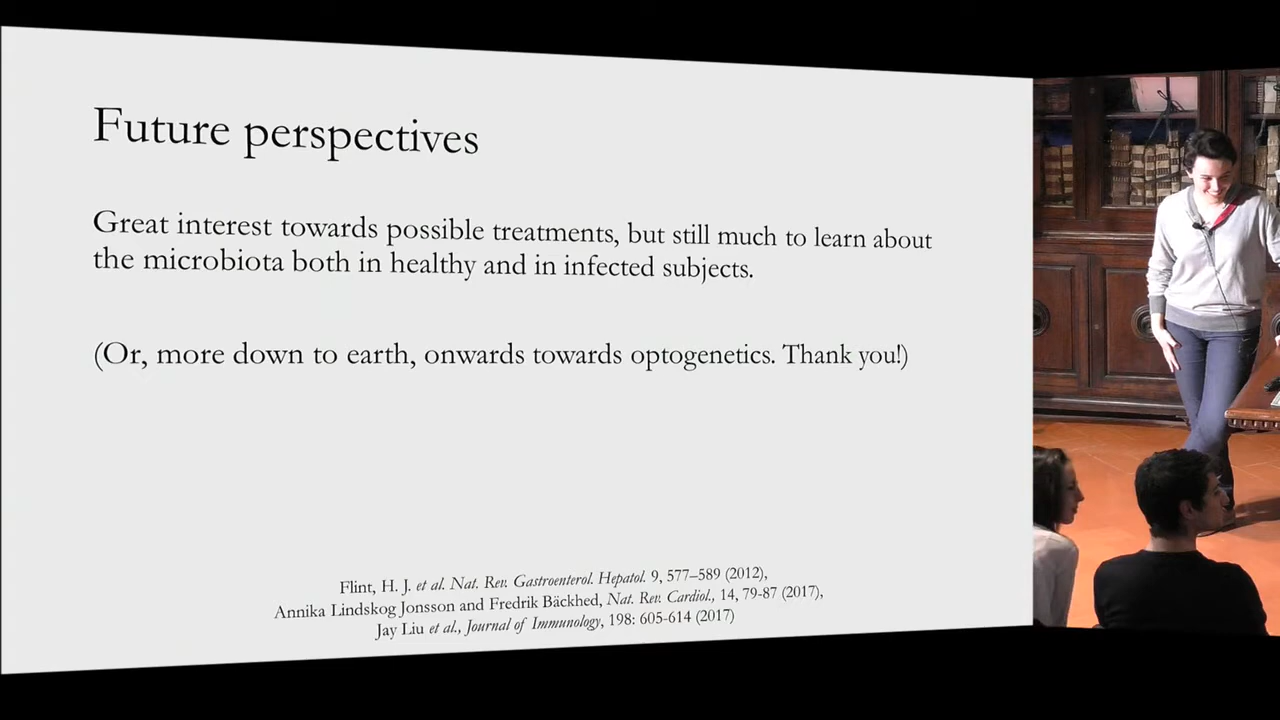 Future perspectives
Great interest towards possible treatments, but still much to learn about
the microbiota both in healthy and in infected subjects.
(Or, more down to earth, onwards towards optogenetics. Thank you!)
Flint, H. J. et al. Nat. Rev. Gastroenterol. Hepatol. 9, 577–589 (2012),
Annika Lindskog Jonsson and Fredrik Bäckhed, Nat. Rev. Cardiol., 14, 79-87 (2017),
Jay Liu et al., Journal of Immunology, 198: 605-614 (2017)